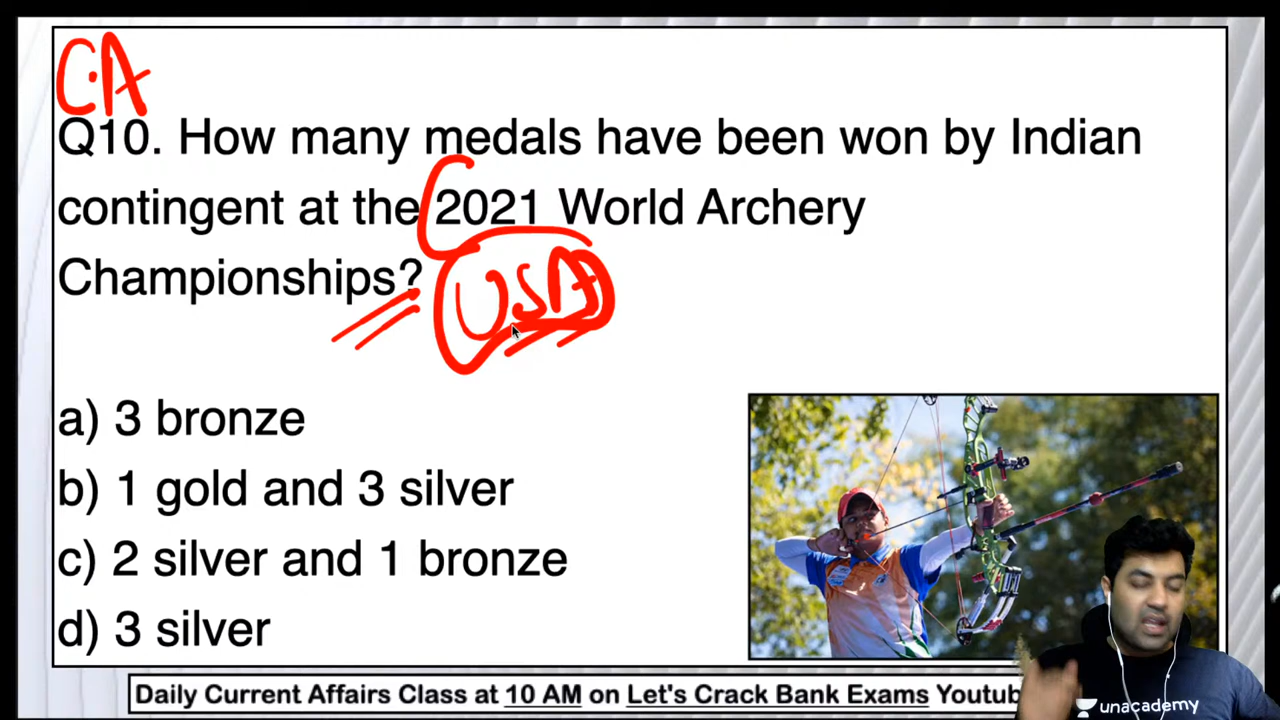 C.A
Q10. How many medals have been won by Indian
contingent at the 2021 World Archery
Championships?
USA
a) 3 bronze
b) 1 gold and 3 silver
c) 2 silver and 1 bronze
d) 3 silver
Daily Current Affairs Class at 10 AM on Let's Crack Bank Exams Youtub
unacademy